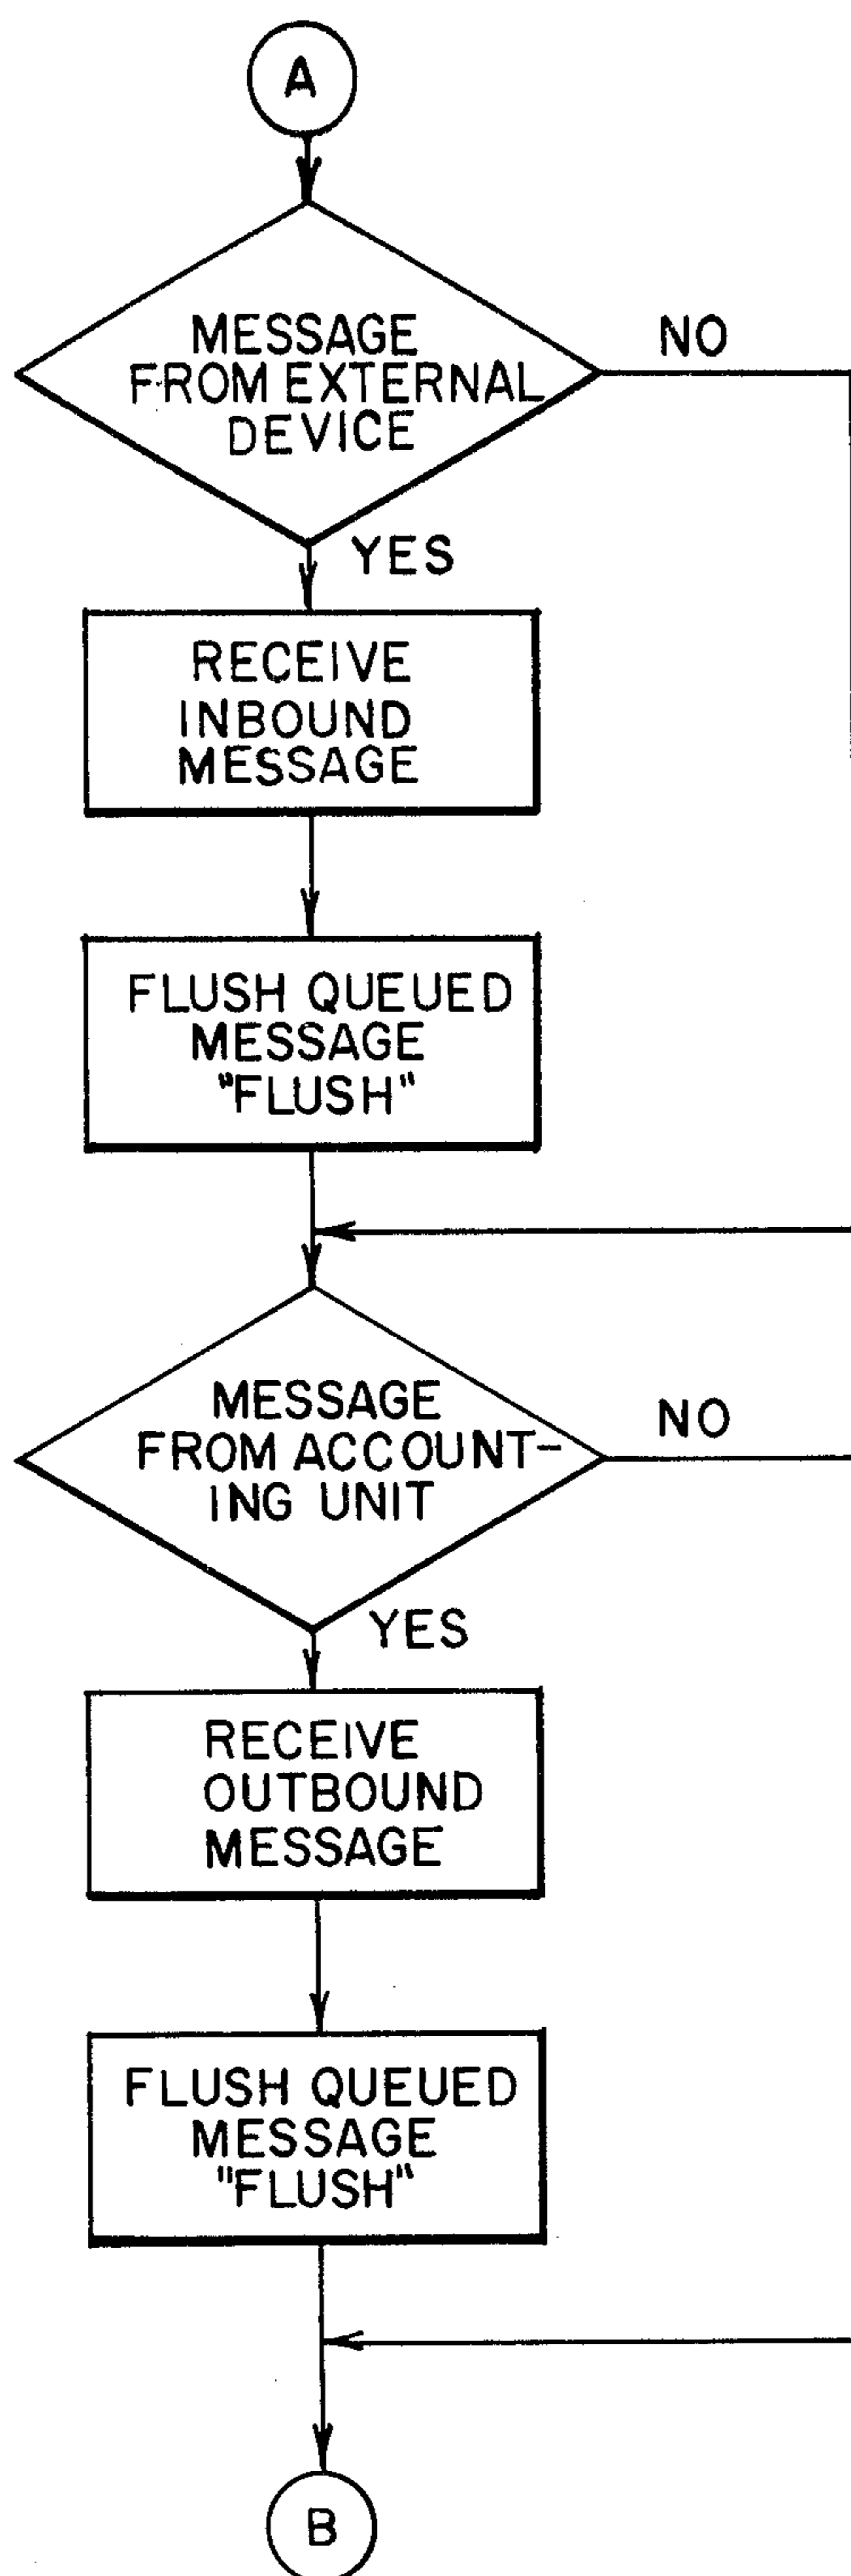 A
MESSAGE
FROM EXTERNAL
DEVICE
NO
YES
RECEIVE
INBOUND
MESSAGE
FLUSH QUEUED
MESSAGE
"FLUSH"
MESSAGE
FROM ACCOUNT-
ING UNIT
NO
YES
RECEIVE
OUTBOUND
MESSAGE
FLUSH QUEUED
MESSAGE
"FLUSH"
B